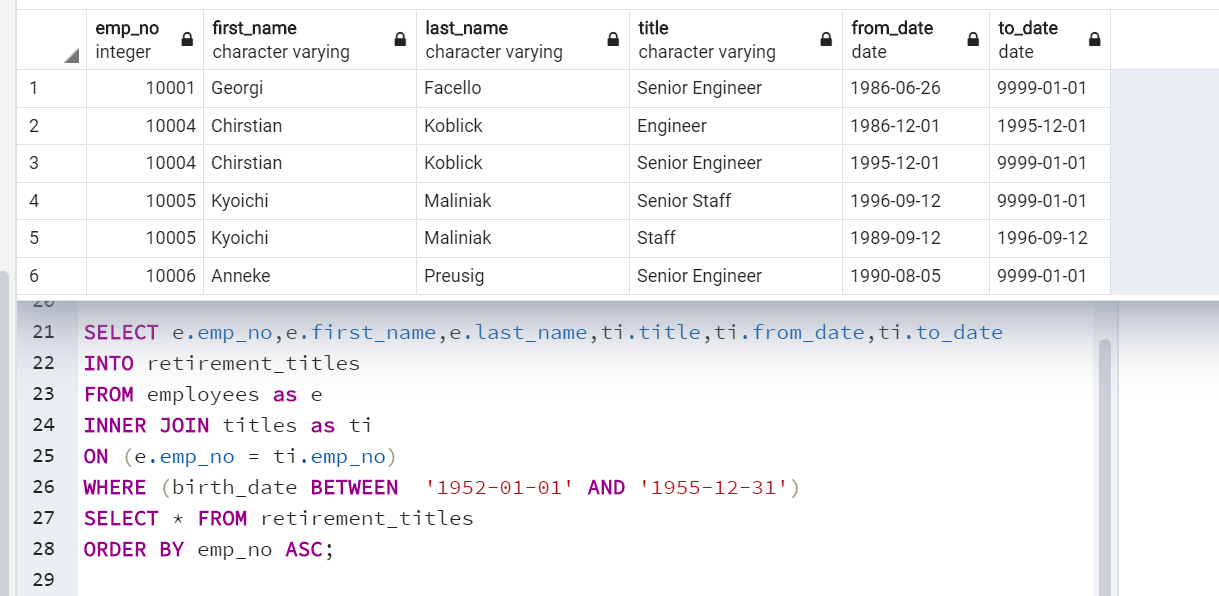 emp_no first_name last_name title from_date to_date
integer character varying character varying character varying date date
1 10001 Georgi Facello Senior Engineer 1986-06-26 9999-01-01
2 10004 Chirstian Koblick Engineer 1986-12-01 1995-12-01
3 10004 Chirstian Koblick Senior Engineer 1995-12-01 9999-01-01
4 10005 Kyoichi Maliniak Senior Staff 1996-09-12 9999-01-01
5 10005 Kyoichi Maliniak Staff 1989-09-12 1996-09-12
6 10006 Anneke Preusig Senior Engineer 1990-08-05 9999-01-01
20
21 SELECT e.emp_no,e.first_name,e.last_name,ti.title,ti.from_date,ti.to_date
22 INTO retirement_titles
23 FROM employees as e
24 INNER JOIN titles as ti
25 ON (e.emp_no = ti.emp_no)
26 WHERE (birth_date BETWEEN  '1952-01-01' AND '1955-12-31')
27 SELECT * FROM retirement_titles
28 ORDER BY emp_no ASC;
29